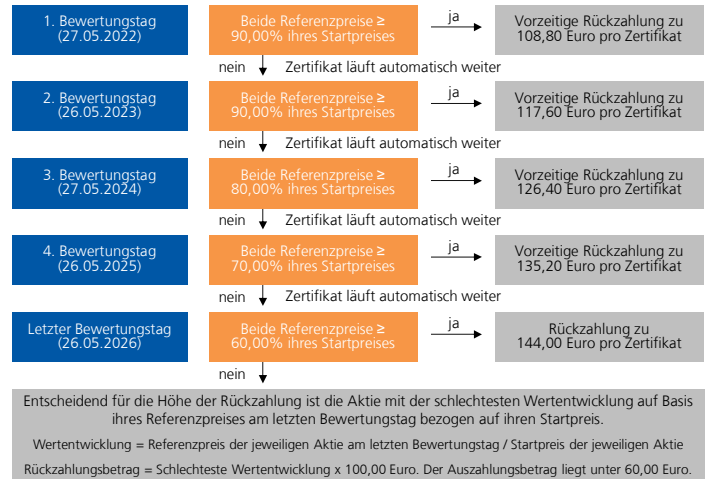 1. Bewertungstag
(27.05.2022)
Beide Referenzpreise ≥
90,00% ihres Startpreises
ja
Vorzeitige Rückzahlung zu
108,80 Euro pro Zertifikat
nein
Zertifikat läuft automatisch weiter
2. Bewertungstag
(26.05.2023)
Beide Referenzpreise ≥
90,00% ihres Startpreises
ja
Vorzeitige Rückzahlung zu
117,60 Euro pro Zertifikat
nein
Zertifikat läuft automatisch weiter
3. Bewertungstag
(27.05.2024)
Beide Referenzpreise ≥
80,00% ihres Startpreises
ja
Vorzeitige Rückzahlung zu
126,40 Euro pro Zertifikat
nein
Zertifikat läuft automatisch weiter
4. Bewertungstag
(26.05.2025)
Beide Referenzpreise ≥
70,00% ihres Startpreises
ja
Vorzeitige Rückzahlung zu
135,20 Euro pro Zertifikat
nein
Zertifikat läuft automatisch weiter
Letzter Bewertungstag
(26.05.2026)
Beide Referenzpreise ≥
60,00% ihres Startpreises
ja
Rückzahlung zu
144,00 Euro pro Zertifikat
nein
Entscheidend für die Höhe der Rückzahlung ist die Aktie mit der schlechtesten Wertentwicklung auf Basis
ihres Referenzpreises am letzten Bewertungstag bezogen auf ihren Startpreis.
Wertentwicklung = Referenzpreis der jeweiligen Aktie am letzten Bewertungstag / Startpreis der jeweiligen Aktie
Rückzahlungsbetrag = Schlechteste Wertentwicklung x 100,00 Euro. Der Auszahlungsbetrag liegt unter 60,00 Euro.